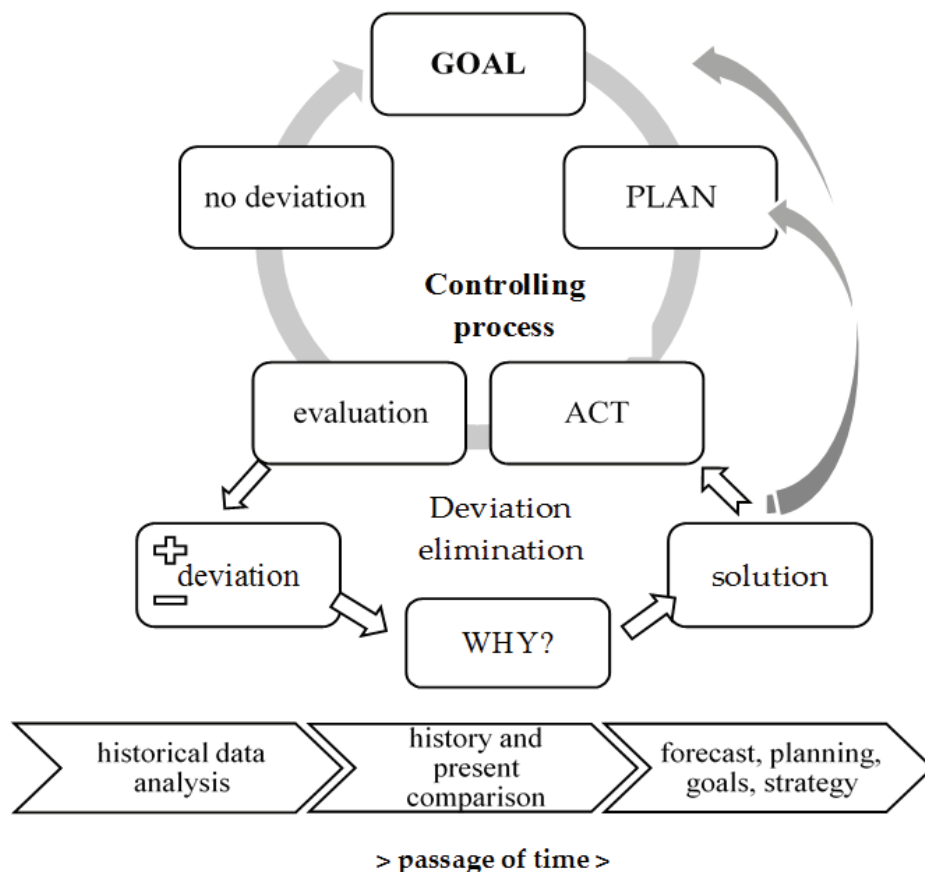 GOAL
no deviation
PLAN
Controlling
process
evaluation
ACT
Deviation
elimination
deviation
solution
WHY?
historical data
analysis
history and
present
comparison
forecast, planning,
goals, strategy
> passage of time >